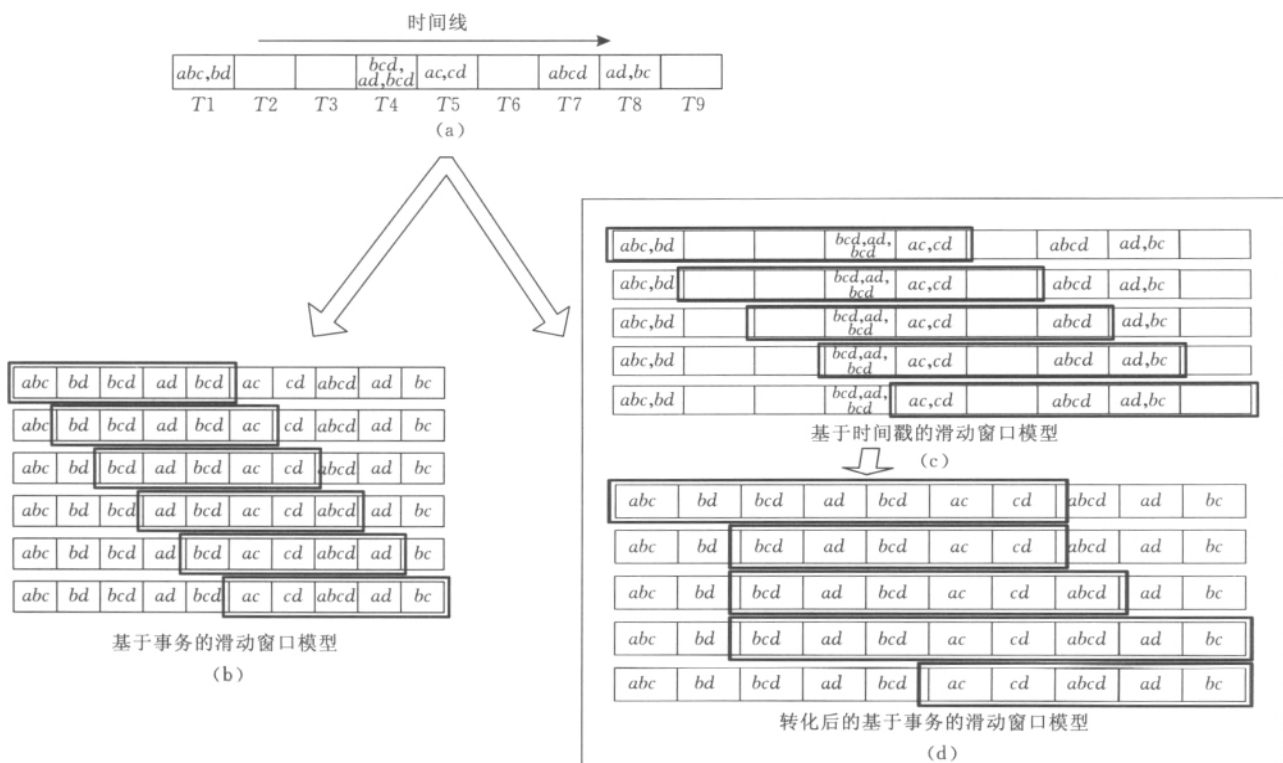 时间线
abc,bd bcd, ad,bcd ac,cd abcd ad,bc
T1 T2 T3 T4 T5 T6 T7 T8 T9
(a)
abc,bd bcd,ad, bcd ac,cd abcd ad,bc
abc,bd bcd,ad, bcd ac,cd abcd ad,bc
abc,bd bcd,ad, bcd ac,cd abcd ad,bc
abc,bd bcd,ad, bcd ac,cd abcd ad,bc
abc,bd bcd,ad, bcd ac,cd abcd ad,bc
基于时间戳的滑动窗口模型
(c)
abc bd bcd ad bcd ac cd abcd ad bc
abc bd bcd ad bcd ac cd abcd ad bc
abc bd bcd ad bcd ac cd abcd ad bc
abc bd bcd ad bcd ac cd abcd ad bc
abc bd bcd ad bcd ac cd abcd ad bc
abc bd bcd ad bcd ac cd abcd ad bc
基于事务的滑动窗口模型
(b)
abc bd bcd ad bcd ac cd abcd ad bc
abc bd bcd ad bcd ac cd abcd ad bc
abc bd bcd ad bcd ac cd abcd ad bc
abc bd bcd ad bcd ac cd abcd ad bc
abc bd bcd ad bcd ac cd abcd ad bc
转化后的基于事务的滑动窗口模型
(d)